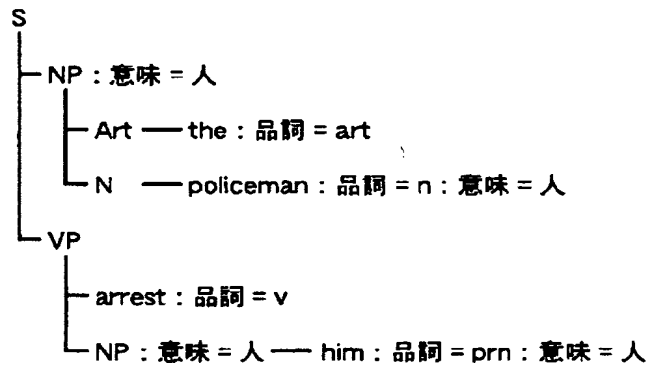 S
NP : 意味 = 人
Art the : 品詞 = art
N policeman : 品詞 = n : 意味 = 人
VP
arrest : 品詞 = v
NP : 意味 = 人 him : 品詞 = prn : 意味 = 人